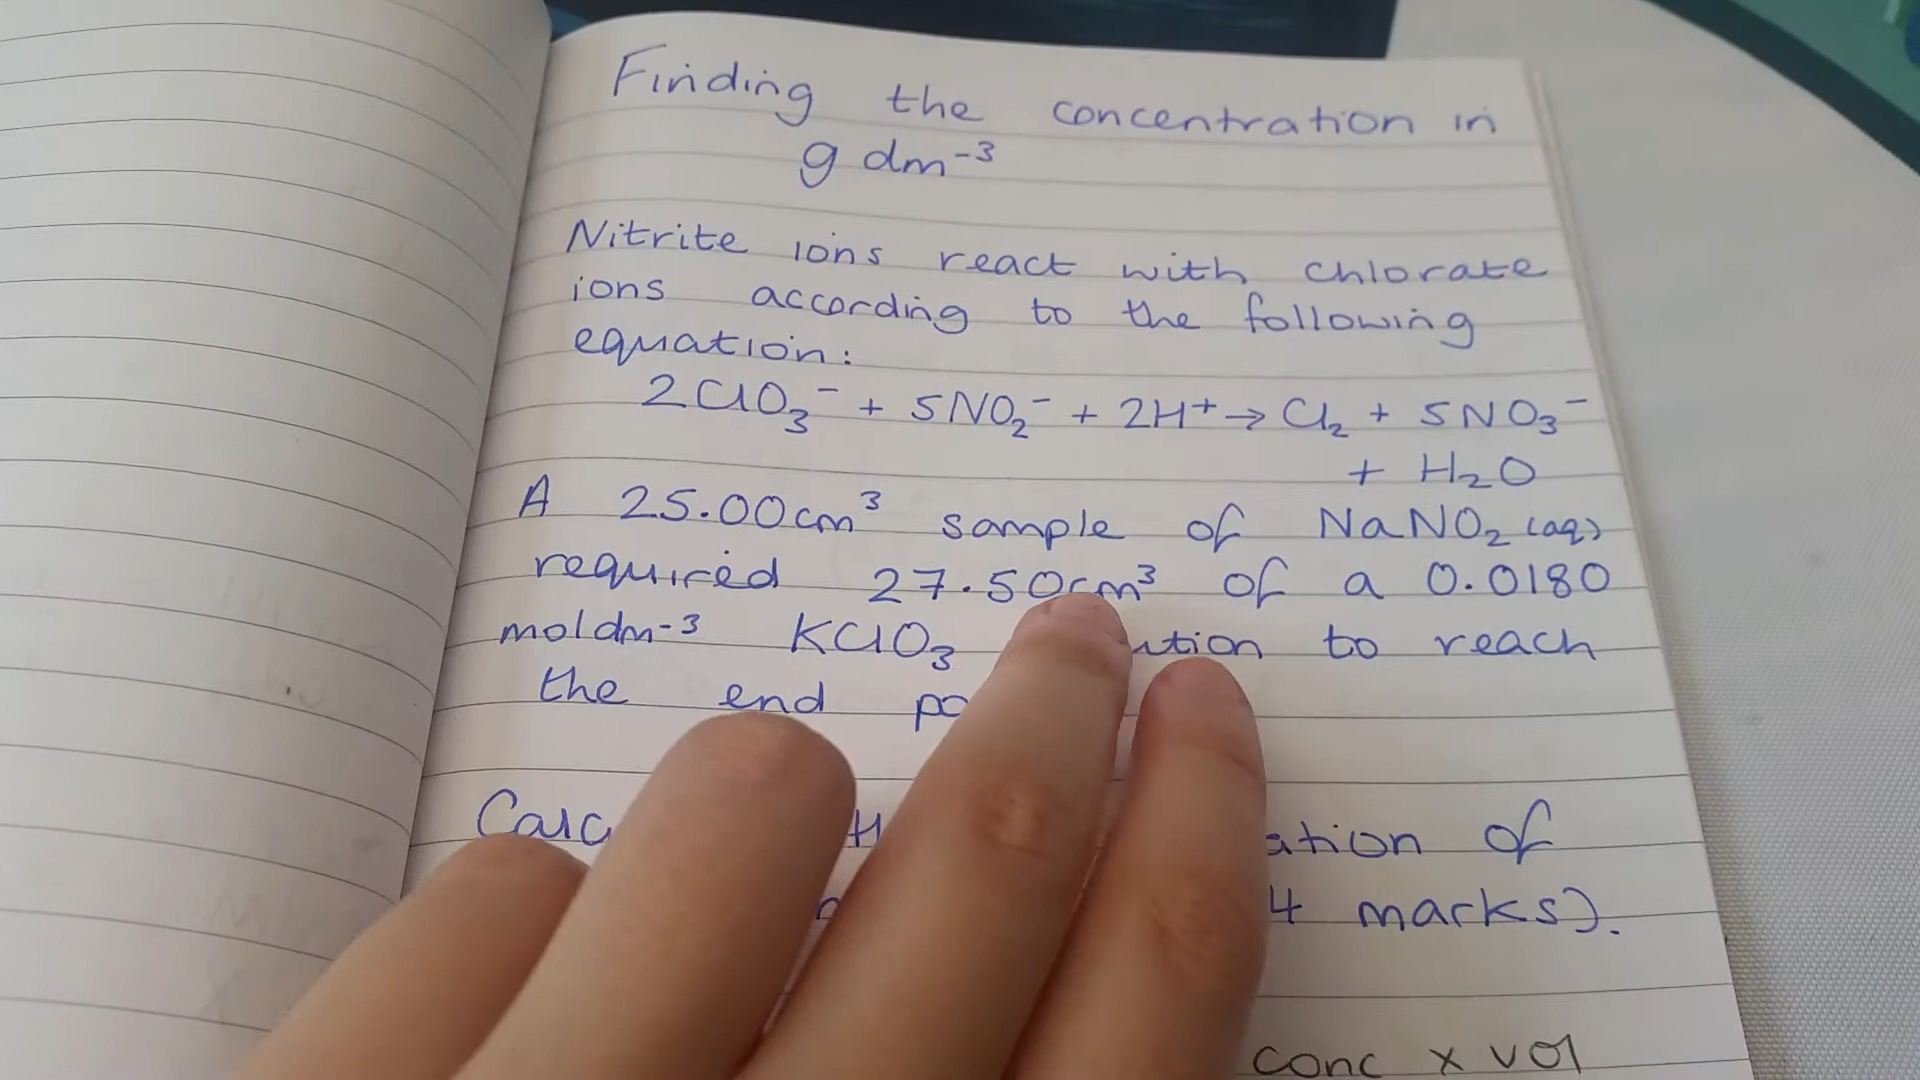 Finding the concentration in
g dm⁻³
Nitrite ions react with chlorate
ions according to the following
equation:
2ClO₃⁻ + 5NO₂⁻ + 2H⁺ → Cl₂ + 5NO₃⁻
+ H₂O
A 25.00cm³ sample of NaNO₂ (aq)
required 27.50cm³ of a 0.0180
moldm⁻³ KClO₃ to reach
the end
of
4 marks).
conc x vol